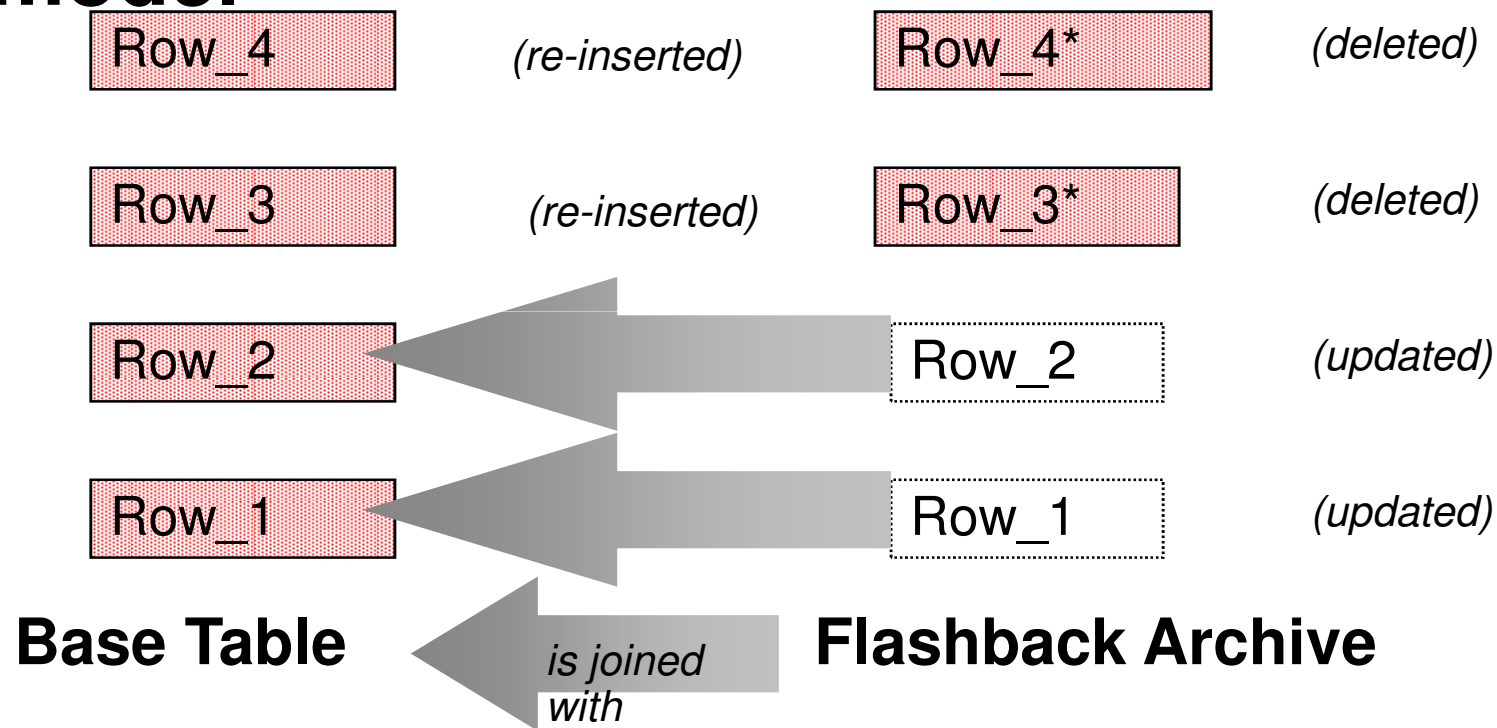 model
Row_4 (re-inserted) Row_4* (deleted)
Row_3 (re-inserted) Row_3* (deleted)
Row_2 Row_2 (updated)
Row_1 Row_1 (updated)
Base Table is joined with Flashback Archive